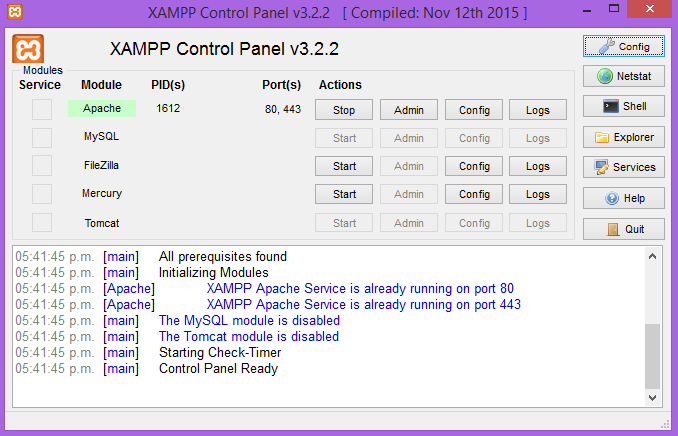 XAMPP Control Panel v3.2.2 [ Compiled: Nov 12th 2015 ]
XAMPP Control Panel v3.2.2
Config
Modules
Service Module PID(s) Port(s) Actions
Netstat
Apache 1612 80, 443 Stop Admin Config Logs
Shell
MySQL Start Admin Config Logs
Explorer
FileZilla Start Admin Config Logs
Services
Mercury Start Admin Config Logs
Help
Tomcat Start Admin Config Logs
Quit
05:41:45 p.m. [main] All prerequisites found
05:41:45 p.m. [main] Initializing Modules
05:41:45 p.m. [Apache] XAMPP Apache Service is already running on port 80
05:41:45 p.m. [Apache] XAMPP Apache Service is already running on port 443
05:41:45 p.m. [main] The MySQL module is disabled
05:41:45 p.m. [main] The Tomcat module is disabled
05:41:45 p.m. [main] Starting Check-Timer
05:41:45 p.m. [main] Control Panel Ready